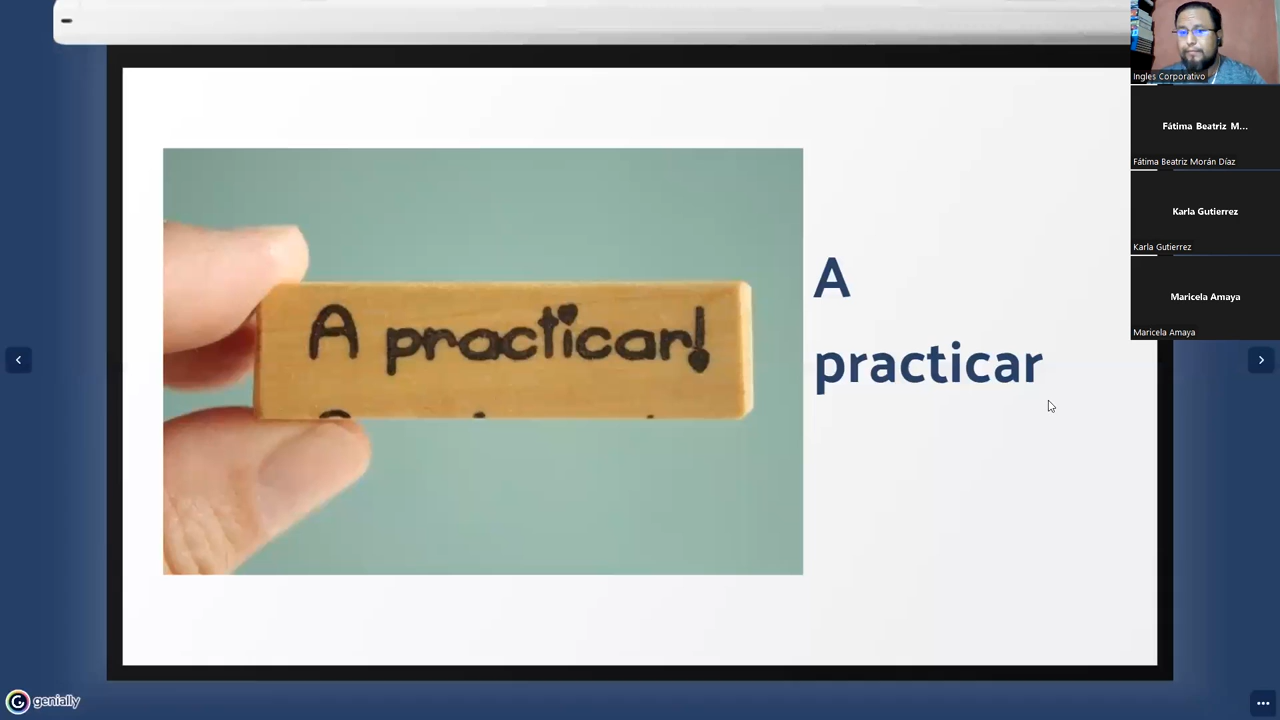 Ingles Corporativo
Fátima Beatriz M...
Fátima Beatriz Morán Díaz
Karla Gutierrez
Karla Gutierrez
Maricela Amaya
Maricela Amaya
A practicar!
A
practicar
genially